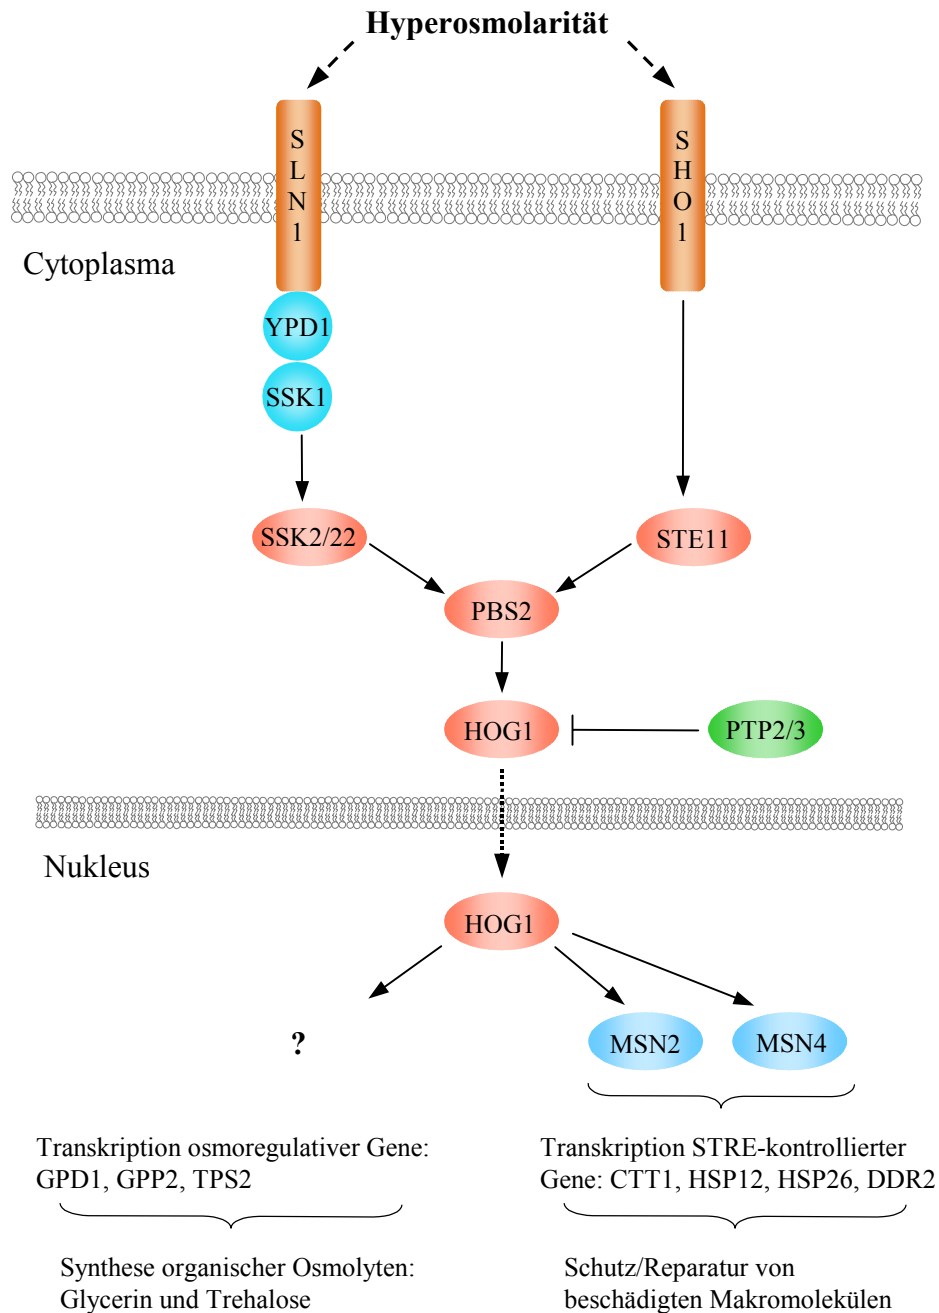 Hyperosmolarität
SLN1
SHO1
Cytoplasma
YPD1
SSK1
SSK2/22
STE11
PBS2
HOG1
PTP2/3
Nukleus
HOG1
?
MSN2
MSN4
Transkription osmoregulativer Gene:
GPD1, GPP2, TPS2
Transkription STRE-kontrollierter
Gene: CTT1, HSP12, HSP26, DDR2
Synthese organischer Osmolyten:
Glycerin und Trehalose
Schutz/Reparatur von
beschädigten Makromolekülen